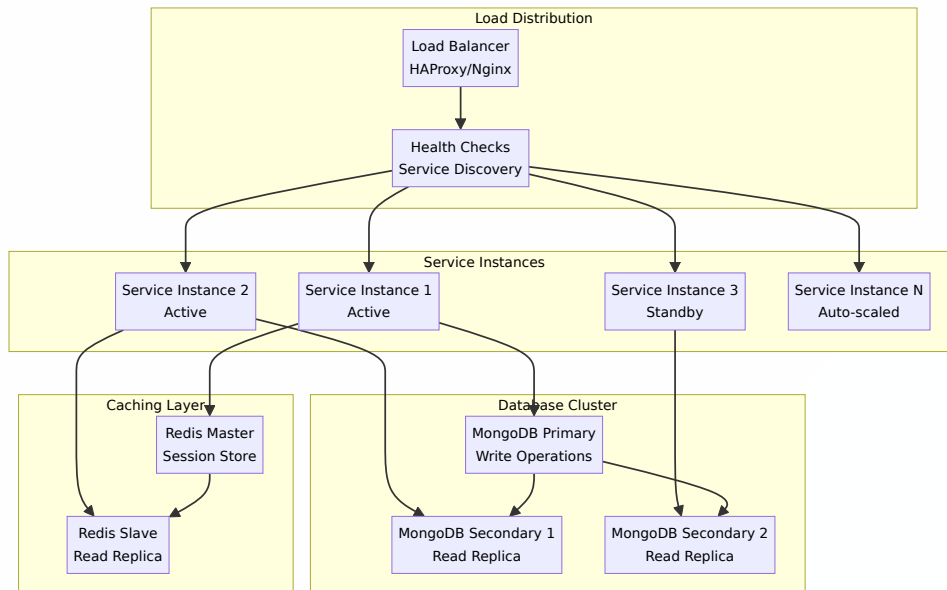 Load Distribution
Load Balancer
HAProxy/Nginx
Health Checks
Service Discovery
Service Instances
Service Instance 2
Active
Service Instance 1
Active
Service Instance 3
Standby
Service Instance N
Auto-scaled
Caching Layer
Redis Master
Session Store
Redis Slave
Read Replica
Database Cluster
MongoDB Primary
Write Operations
MongoDB Secondary 1
Read Replica
MongoDB Secondary 2
Read Replica